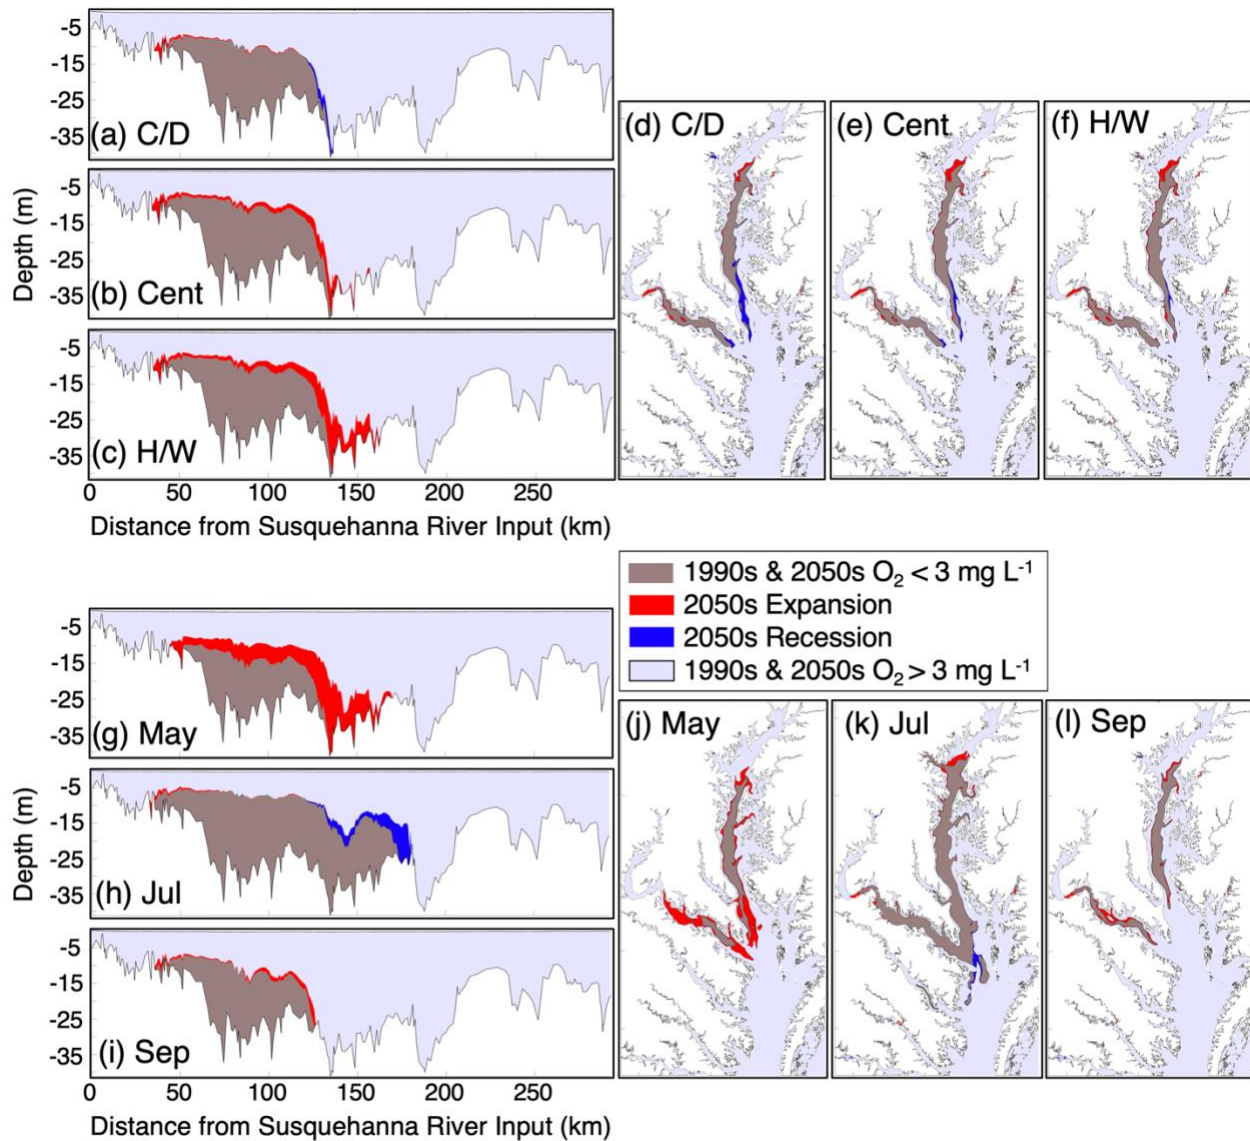 -5
-15
-25
-35
(a) C/D
-5
-15
-25
-35
(b) Cent
Depth (m)
-5
-15
-25
-35
(c) H/W
0 50 100 150 200 250
Distance from Susquehanna River Input (km)
(d) C/D
(e) Cent
(f) H/W
1990s & 2050s O₂ < 3 mg L⁻¹
2050s Expansion
2050s Recession
1990s & 2050s O₂ > 3 mg L⁻¹
-5
-15
-25
-35
(g) May
-5
-15
-25
-35
(h) Jul
Depth (m)
-5
-15
-25
-35
(i) Sep
0 50 100 150 200 250
Distance from Susquehanna River Input (km)
(j) May
(k) Jul
(l) Sep